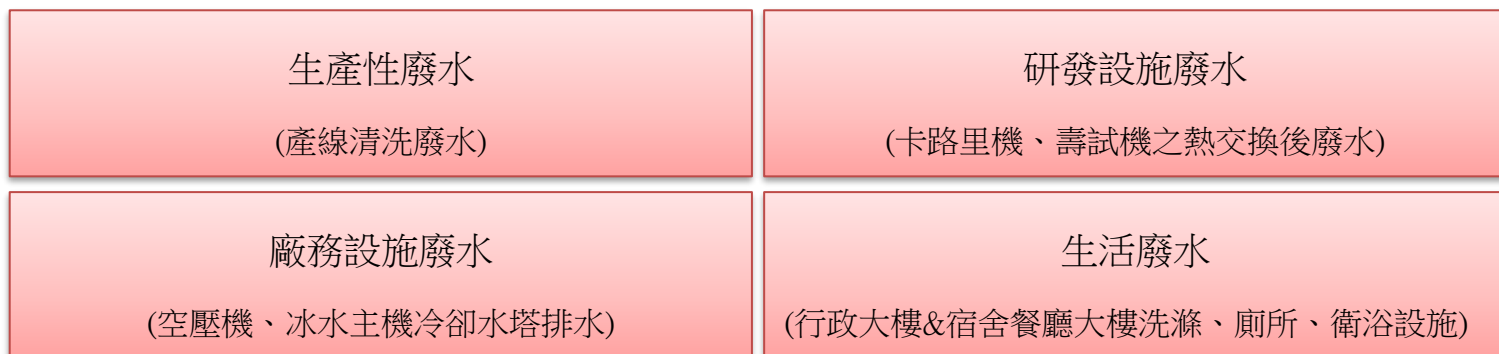 生產性廢水
(產線清洗廢水)
研發設施廢水
(卡路里機、壽試機之熱交換後廢水)
廠務設施廢水
(空壓機、冰水主機冷卻水塔排水)
生活廢水
(行政大樓&宿舍餐廳大樓洗滌、廁所、衛浴設施)